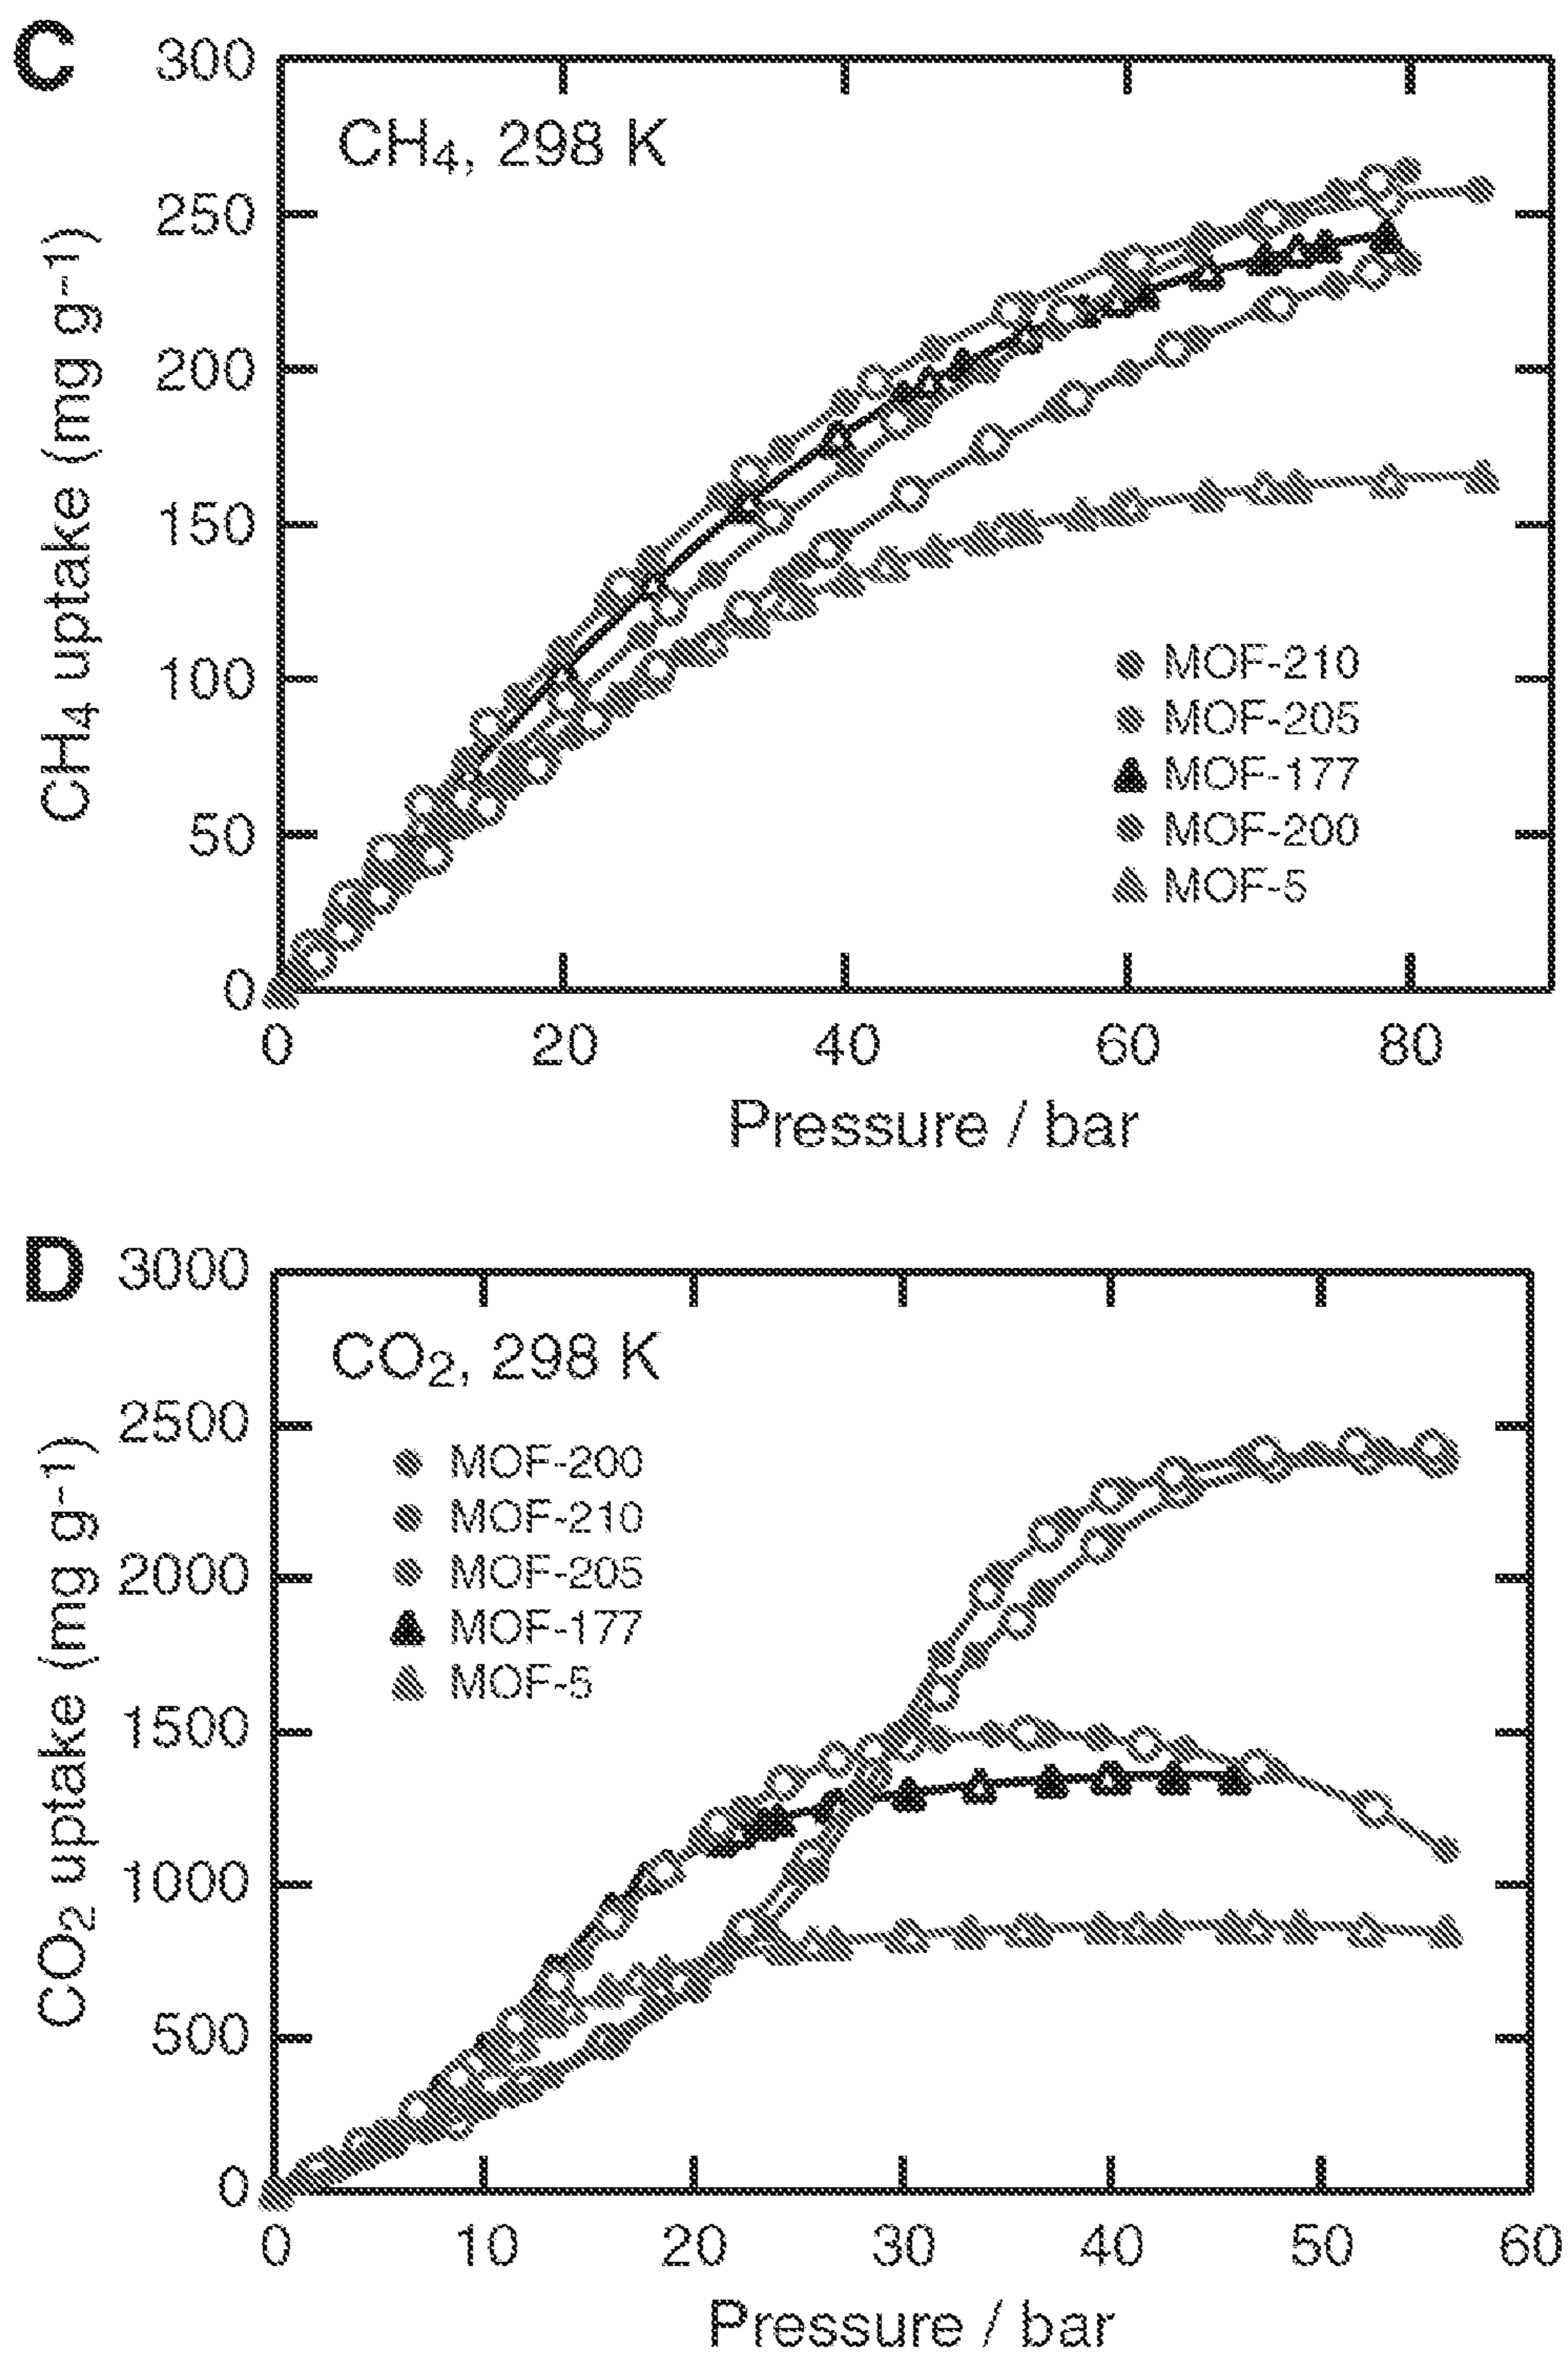 C
300
250
200
150
100
50
0
CH4 uptake (mg g-1)
CH4, 298 K
MOF-210
MOF-205
MOF-177
MOF-200
MOF-5
0 20 40 60 80
Pressure / bar
D
3000
2500
2000
1500
1000
500
0
CO2 uptake (mg g-1)
CO2, 298 K
MOF-200
MOF-210
MOF-205
MOF-177
MOF-5
0 10 20 30 40 50 60
Pressure / bar